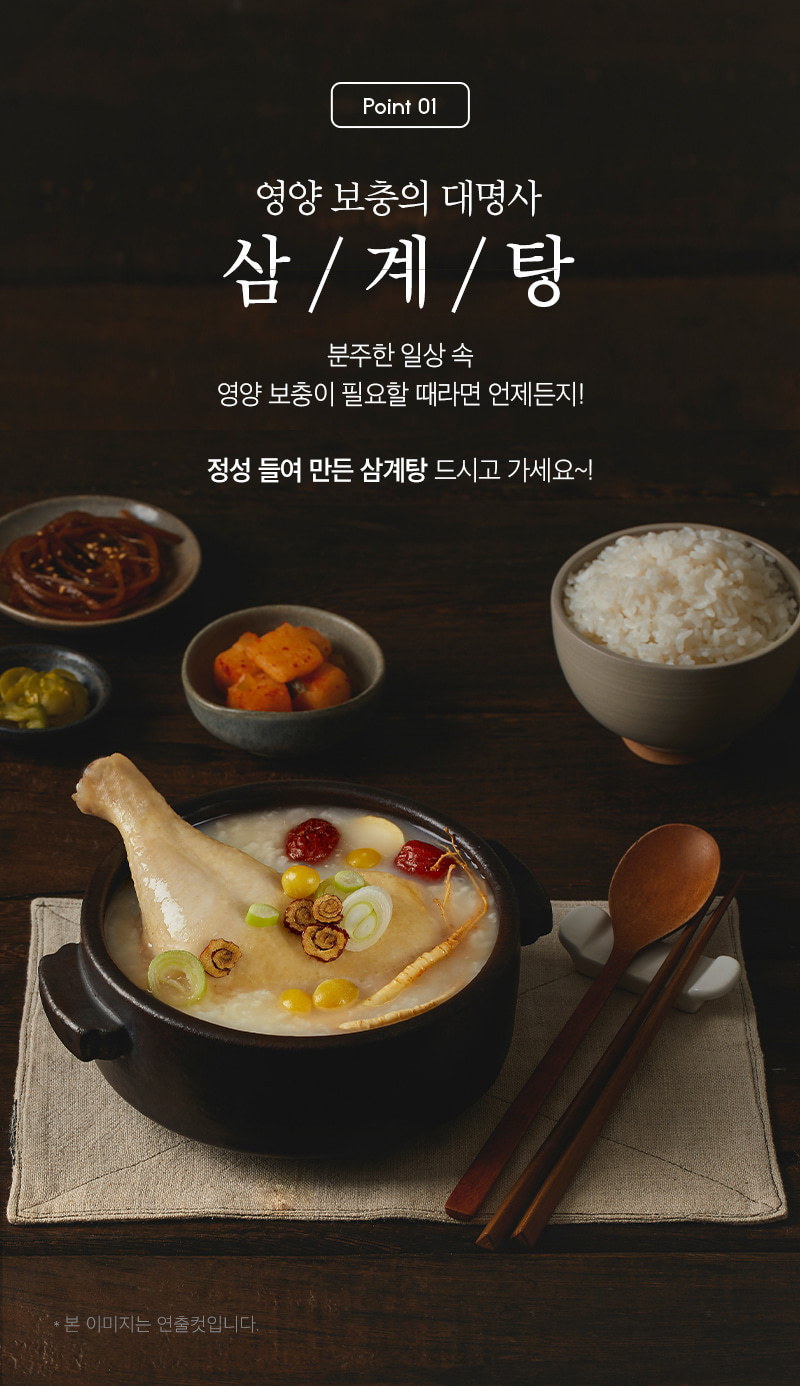 Point 01
영양 보충의 대명사
삼/계/탕
분주한 일상 속
영양 보충이 필요할 때라면 언제든지!
정성 들여 만든 삼계탕 드시고 가세요~!
* 본 이미지는 연출컷입니다.